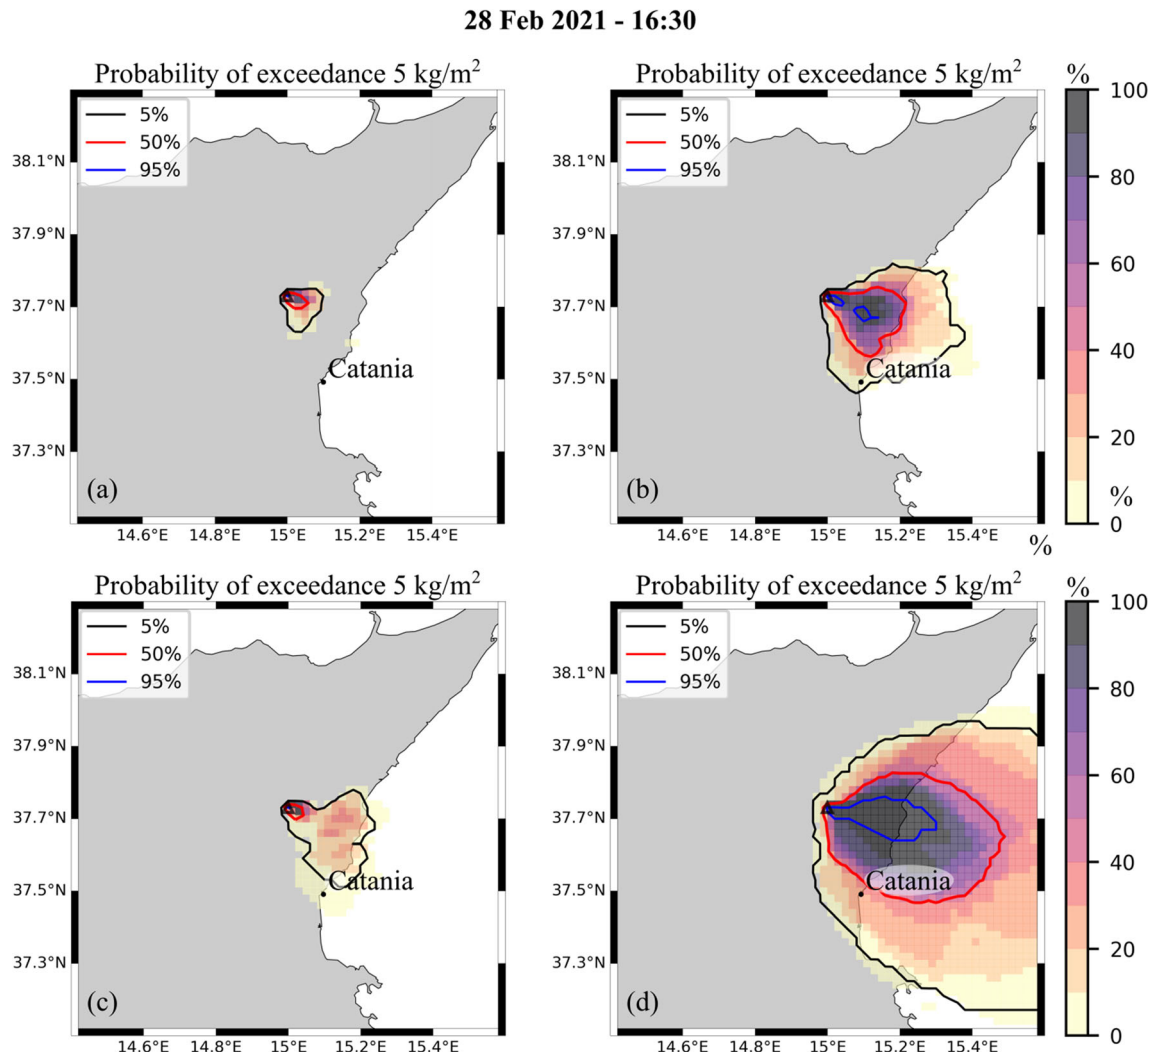 28 Feb 2021 - 16:30
Probability of exceedance 5 kg/m²
5%
50%
95%
38.1°N
37.9°N
37.7°N
37.5°N
37.3°N
Catania
(a)
14.6°E 14.8°E 15°E 15.2°E 15.4°E
Probability of exceedance 5 kg/m²
5%
50%
95%
38.1°N
37.9°N
37.7°N
37.5°N
37.3°N
Catania
(b)
14.6°E 14.8°E 15°E 15.2°E 15.4°E
%
100
80
60
40
20
%
0
%
Probability of exceedance 5 kg/m²
5%
50%
95%
38.1°N
37.9°N
37.7°N
37.5°N
37.3°N
Catania
(c)
14.6°E 14.8°E 15°E 15.2°E 15.4°E
Probability of exceedance 5 kg/m²
5%
50%
95%
38.1°N
37.9°N
37.7°N
37.5°N
37.3°N
Catania
(d)
14.6°E 14.8°E 15°E 15.2°E 15.4°E
%
100
80
60
40
20
0